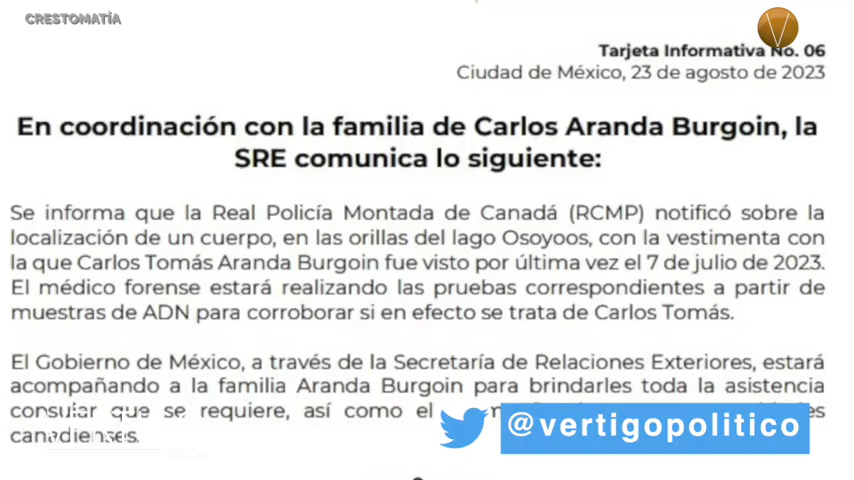 CRESTOMATÍA
V
Tarjeta Informativa No. 06
Ciudad de México, 23 de agosto de 2023
En coordinación con la familia de Carlos Aranda Burgoin, la
SRE comunica lo siguiente:
Se informa que la Real Policía Montada de Canadá (RCMP) notificó sobre la
localización de un cuerpo, en las orillas del lago Osoyoos, con la vestimenta con
la que Carlos Tomás Aranda Burgoin fue visto por última vez el 7 de julio de 2023.
El médico forense estará realizando las pruebas correspondientes a partir de
muestras de ADN para corroborar si en efecto se trata de Carlos Tomás.
El Gobierno de México, a través de la Secretaría de Relaciones Exteriores, estará
acompañando a la familia Aranda Burgoin para brindarles toda la asistencia
consular que se requiere, así como el
canadienses.
@vertigopolitico